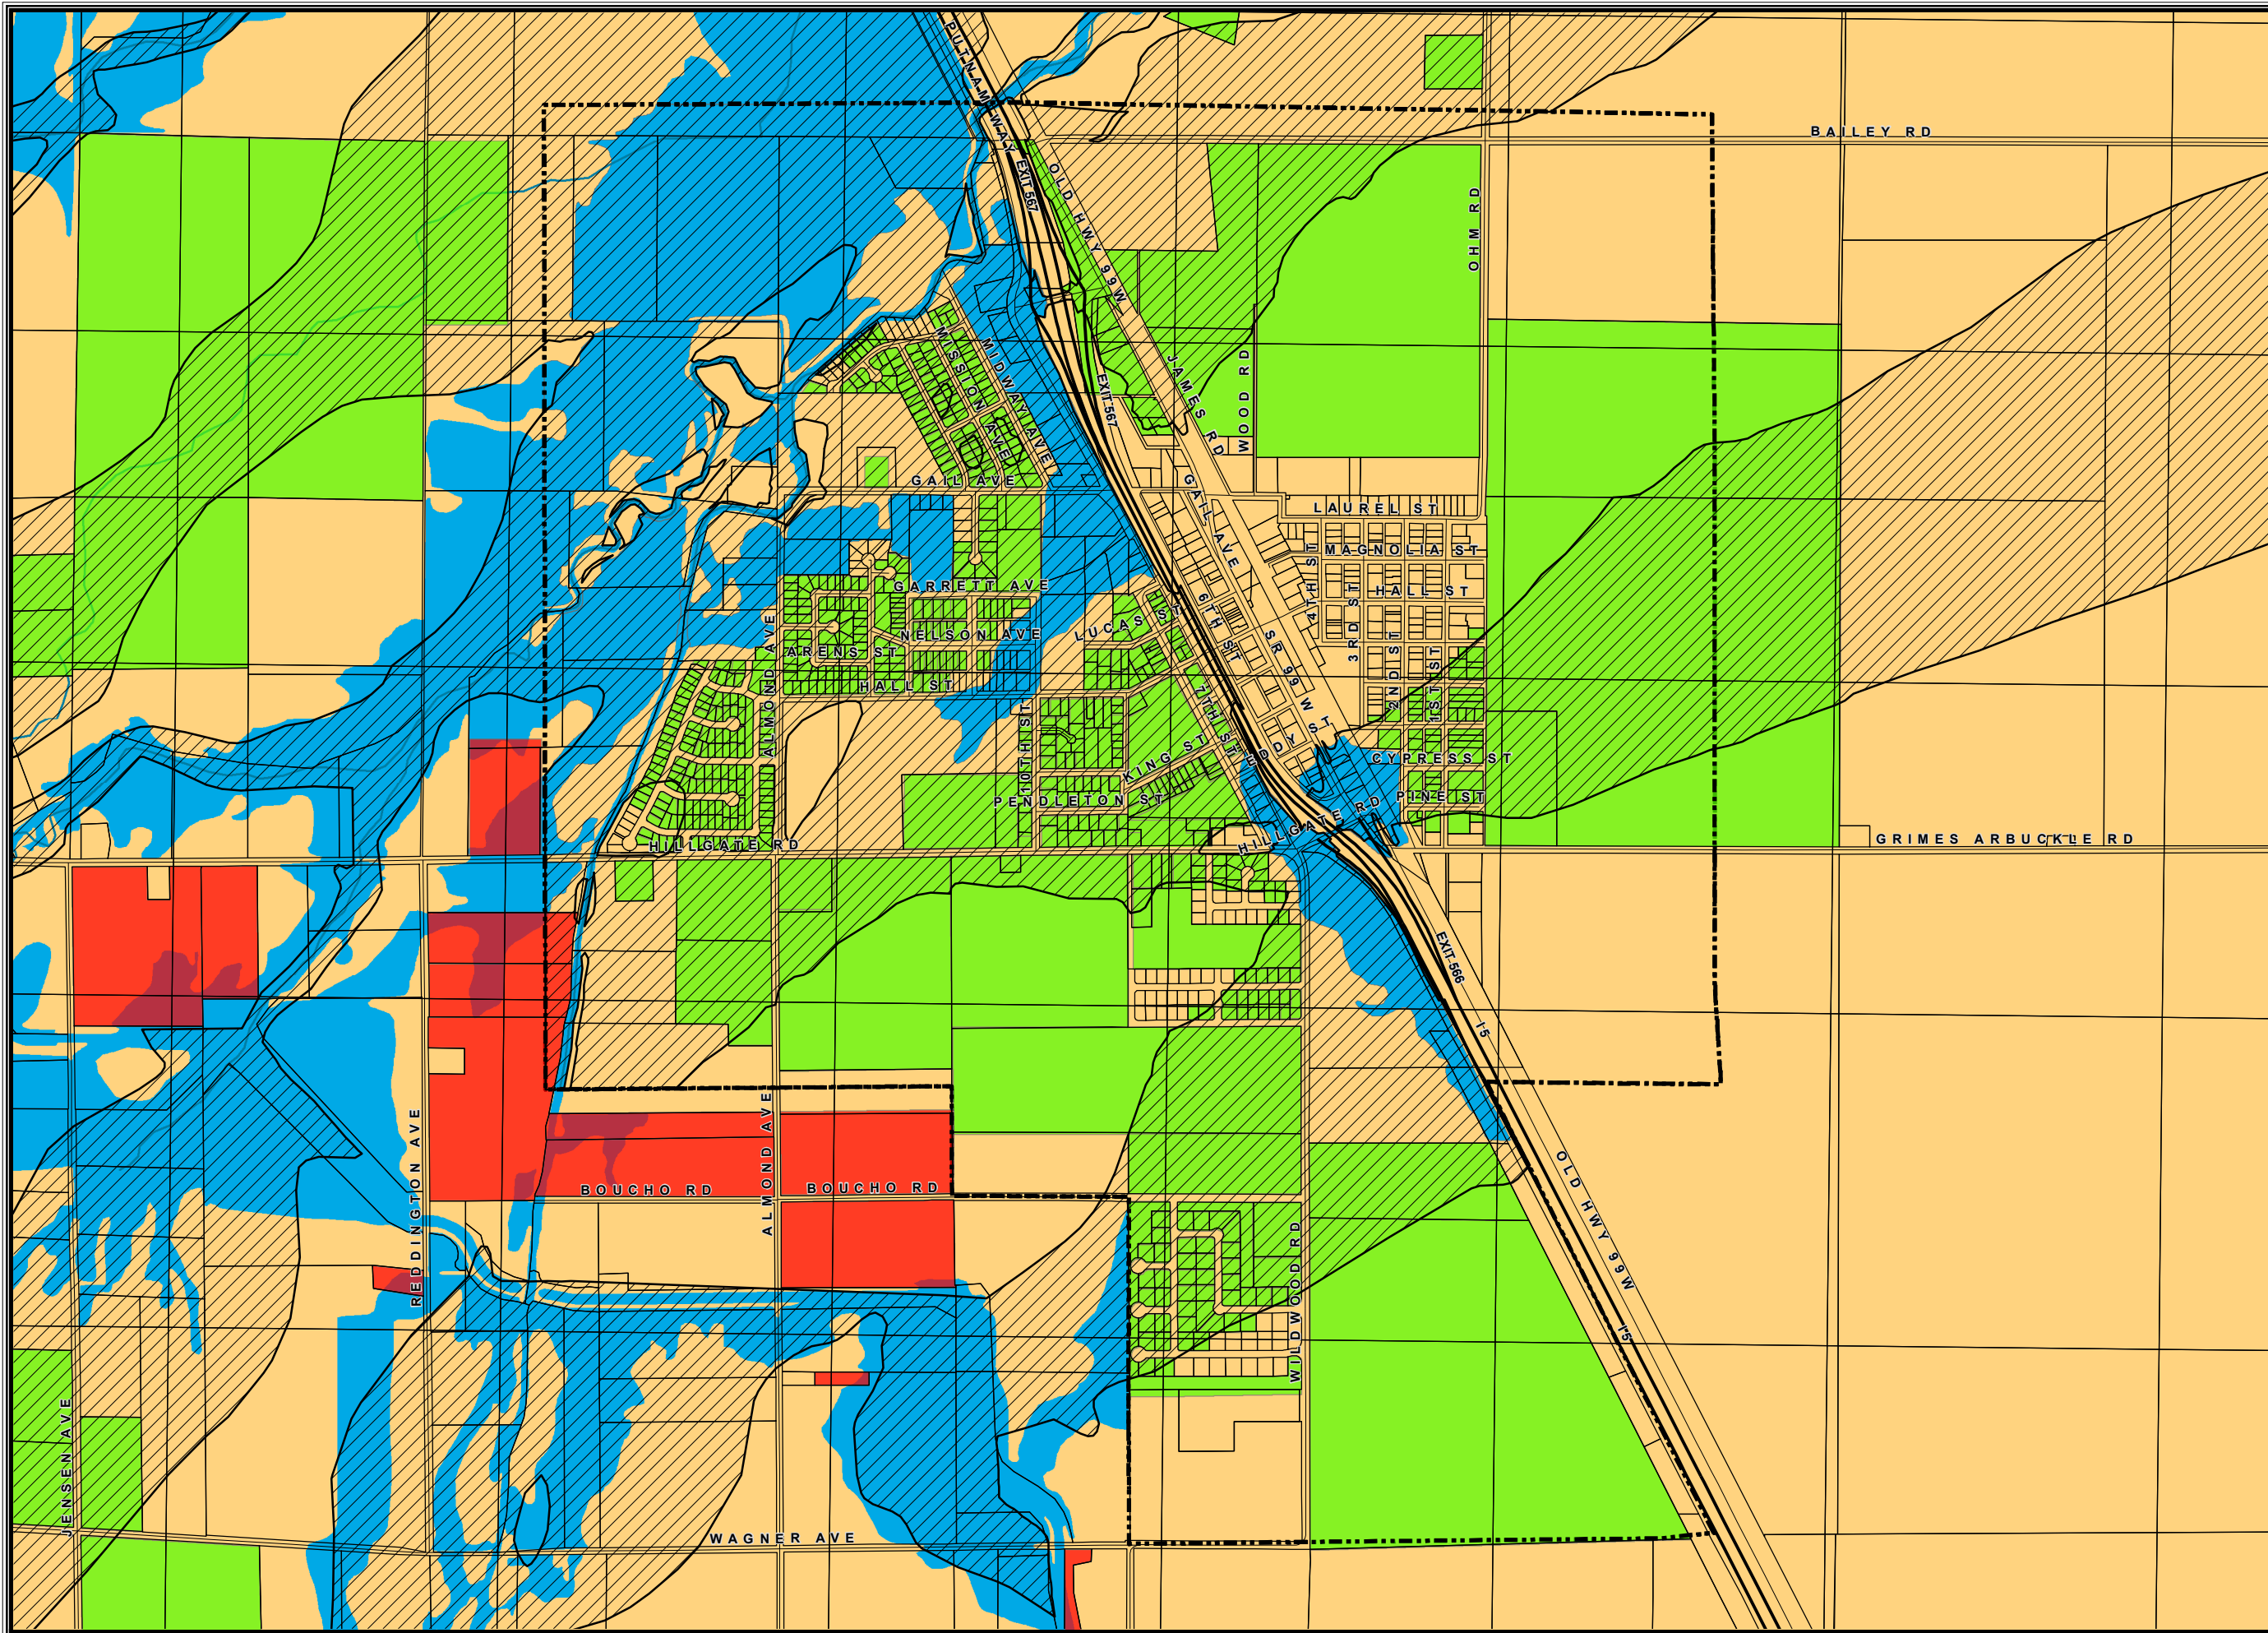 PUTNAM WAY
BAILEY RD
EXIT 567
OLD HWY 99W
OHM RD
MISSION AVE
MIDWAY AVE
EXIT 567
JAMES RD
WOOD RD
GAIL AVE
GAIL AVE
LAUREL ST
MAGNOLIA ST
GARRETT AVE
4TH ST
3RD ST
HALL ST
6TH ST
LUCAS ST
NELSON AVE
ARENS ST
ALMOND AVE
SR 99 W
2ND ST
1ST ST
HALL ST
7TH ST
10TH ST
EDDY ST
KING ST
CYPRESS ST
PENDLETON ST
PINE ST
HILLGATE RD
HILLGATE RD
GRIMES ARBUCKLE RD
EXIT 566
I-5
REDDINGTON AVE
ALMOND AVE
BOUCHO RD
BOUCHO RD
OLD HWY 99W
WILDWOOD RD
I-5
JENSEN AVE
WAGNER AVE